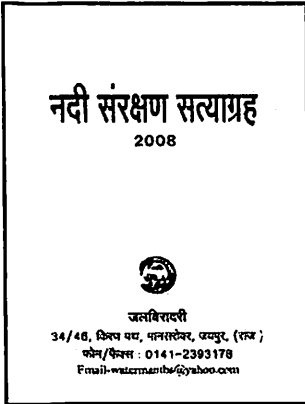 नदी संरक्षण सत्याग्रह
2008
जलबिरादरी
34/46, किरण पथ, मानसरोवर, जयपुर, (राज )
फोन/फैक्स : 0141-2393178
Email-watermantbs@yahoo.com